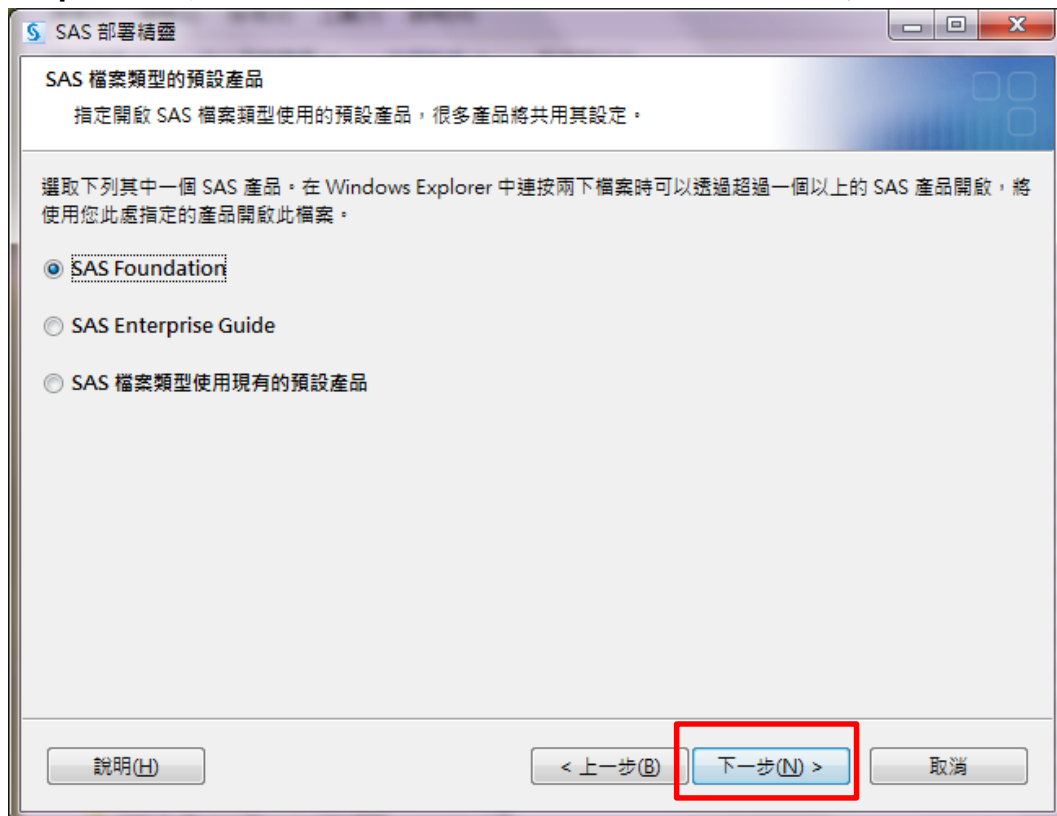 SAS 部署精靈
SAS 檔案類型的預設產品
指定開啟 SAS 檔案類型使用的預設產品，很多產品將共用其設定。
選取下列其中一個 SAS 產品。在 Windows Explorer 中連按兩下檔案時可以透過超過一個以上的 SAS 產品開啟，將
使用您此處指定的產品開啟此檔案。
SAS Foundation
SAS Enterprise Guide
SAS 檔案類型使用現有的預設產品
說明(H)
< 上一步(B)
下一步(N) >
取消